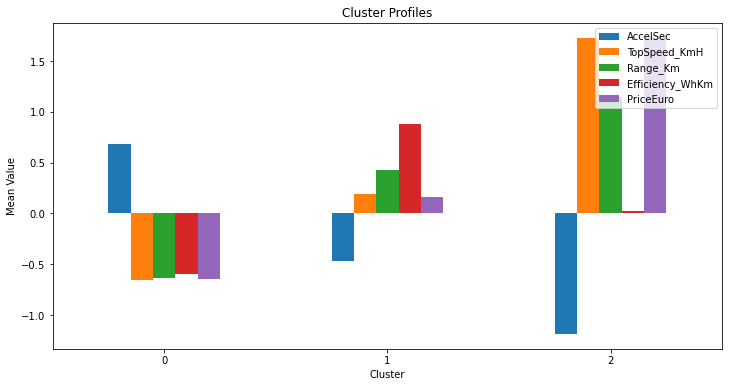 Cluster Profiles
AccelSec
TopSpeed_KmH
Range_Km
Efficiency_WhKm
PriceEuro
Mean Value
1.5
1.0
0.5
0.0
−0.5
−1.0
0
1
2
Cluster